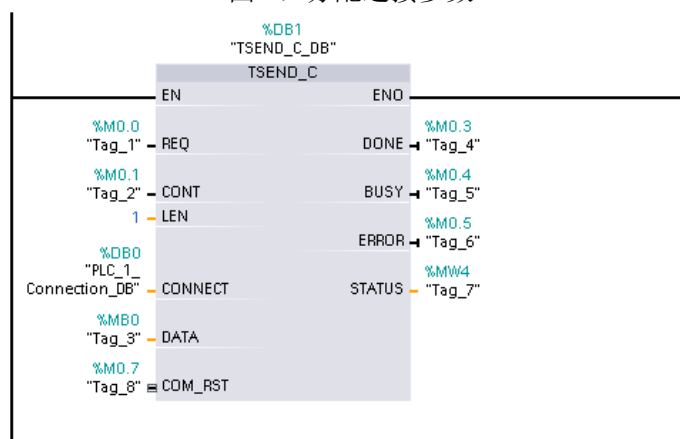 %DB1
"TSEND_C_DB"
TSEND_C
EN ENO
%M0.0 %M0.3
"Tag_1" REQ DONE "Tag_4"
%M0.1 %M0.4
"Tag_2" CONT BUSY "Tag_5"
1 LEN %M0.5
ERROR "Tag_6"
%DB0
"PLC_1_ %MW4
Connection_DB" CONNECT STATUS "Tag_7"
%MB0
"Tag_3" DATA
%M0.7
"Tag_8" COM_RST